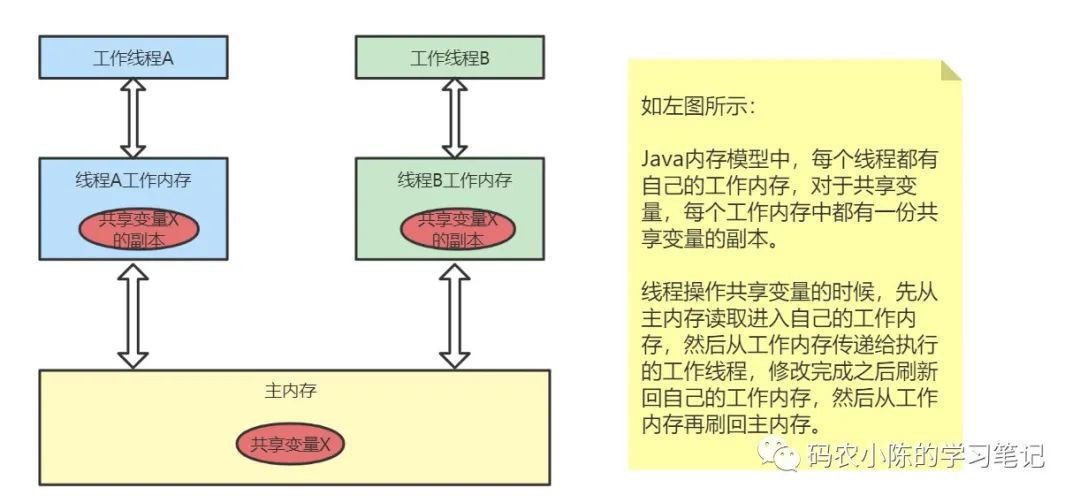 工作线程A
工作线程B
线程A工作内存
共享变量X
的副本
线程B工作内存
共享变量X
的副本
主内存
共享变量X
如左图所示：
Java内存模型中，每个线程都有
自己的工作内存，对于共享变
量，每个工作内存中都有一份共
享变量的副本。
线程操作共享变量的时候，先从
主内存读取进入自己的工作内
存，然后从工作内存传递给执行
的工作线程，修改完成之后刷新
回自己的工作内存，然后从工作
内存再刷回主内存。
码农小陈的学习笔记